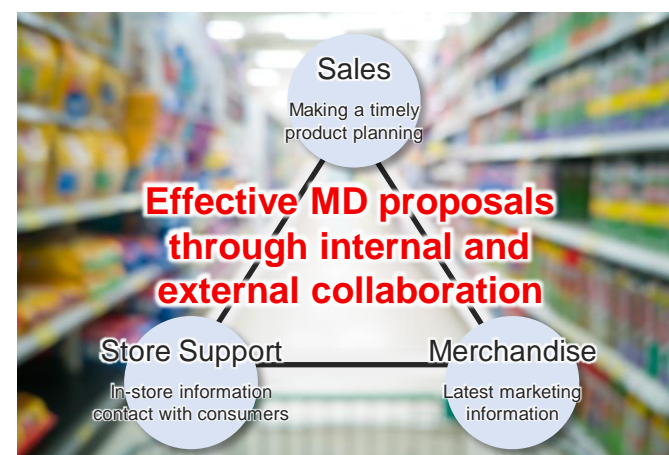 Sales
Making a timely
product planning
Effective MD proposals
through internal and
external collaboration
Store Support
In-store information
contact with consumers
Merchandise
Latest marketing
information